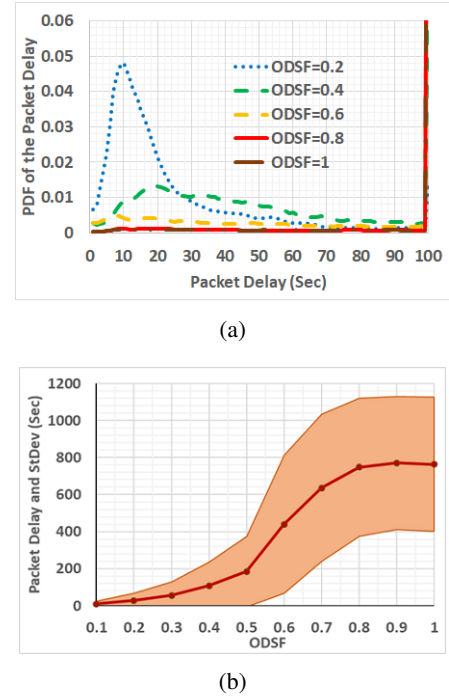 0.06
0.05
0.04
0.03
0.02
0.01
0
PDF of the Packet Delay
ODSF=0.2
ODSF=0.4
ODSF=0.6
ODSF=0.8
ODSF=1
0 10 20 30 40 50 60 70 80 90 100
Packet Delay (Sec)
(a)
1200
1000
800
600
400
200
0
Packet Delay and StDev (Sec)
0.1 0.2 0.3 0.4 0.5 0.6 0.7 0.8 0.9 1
ODSF
(b)